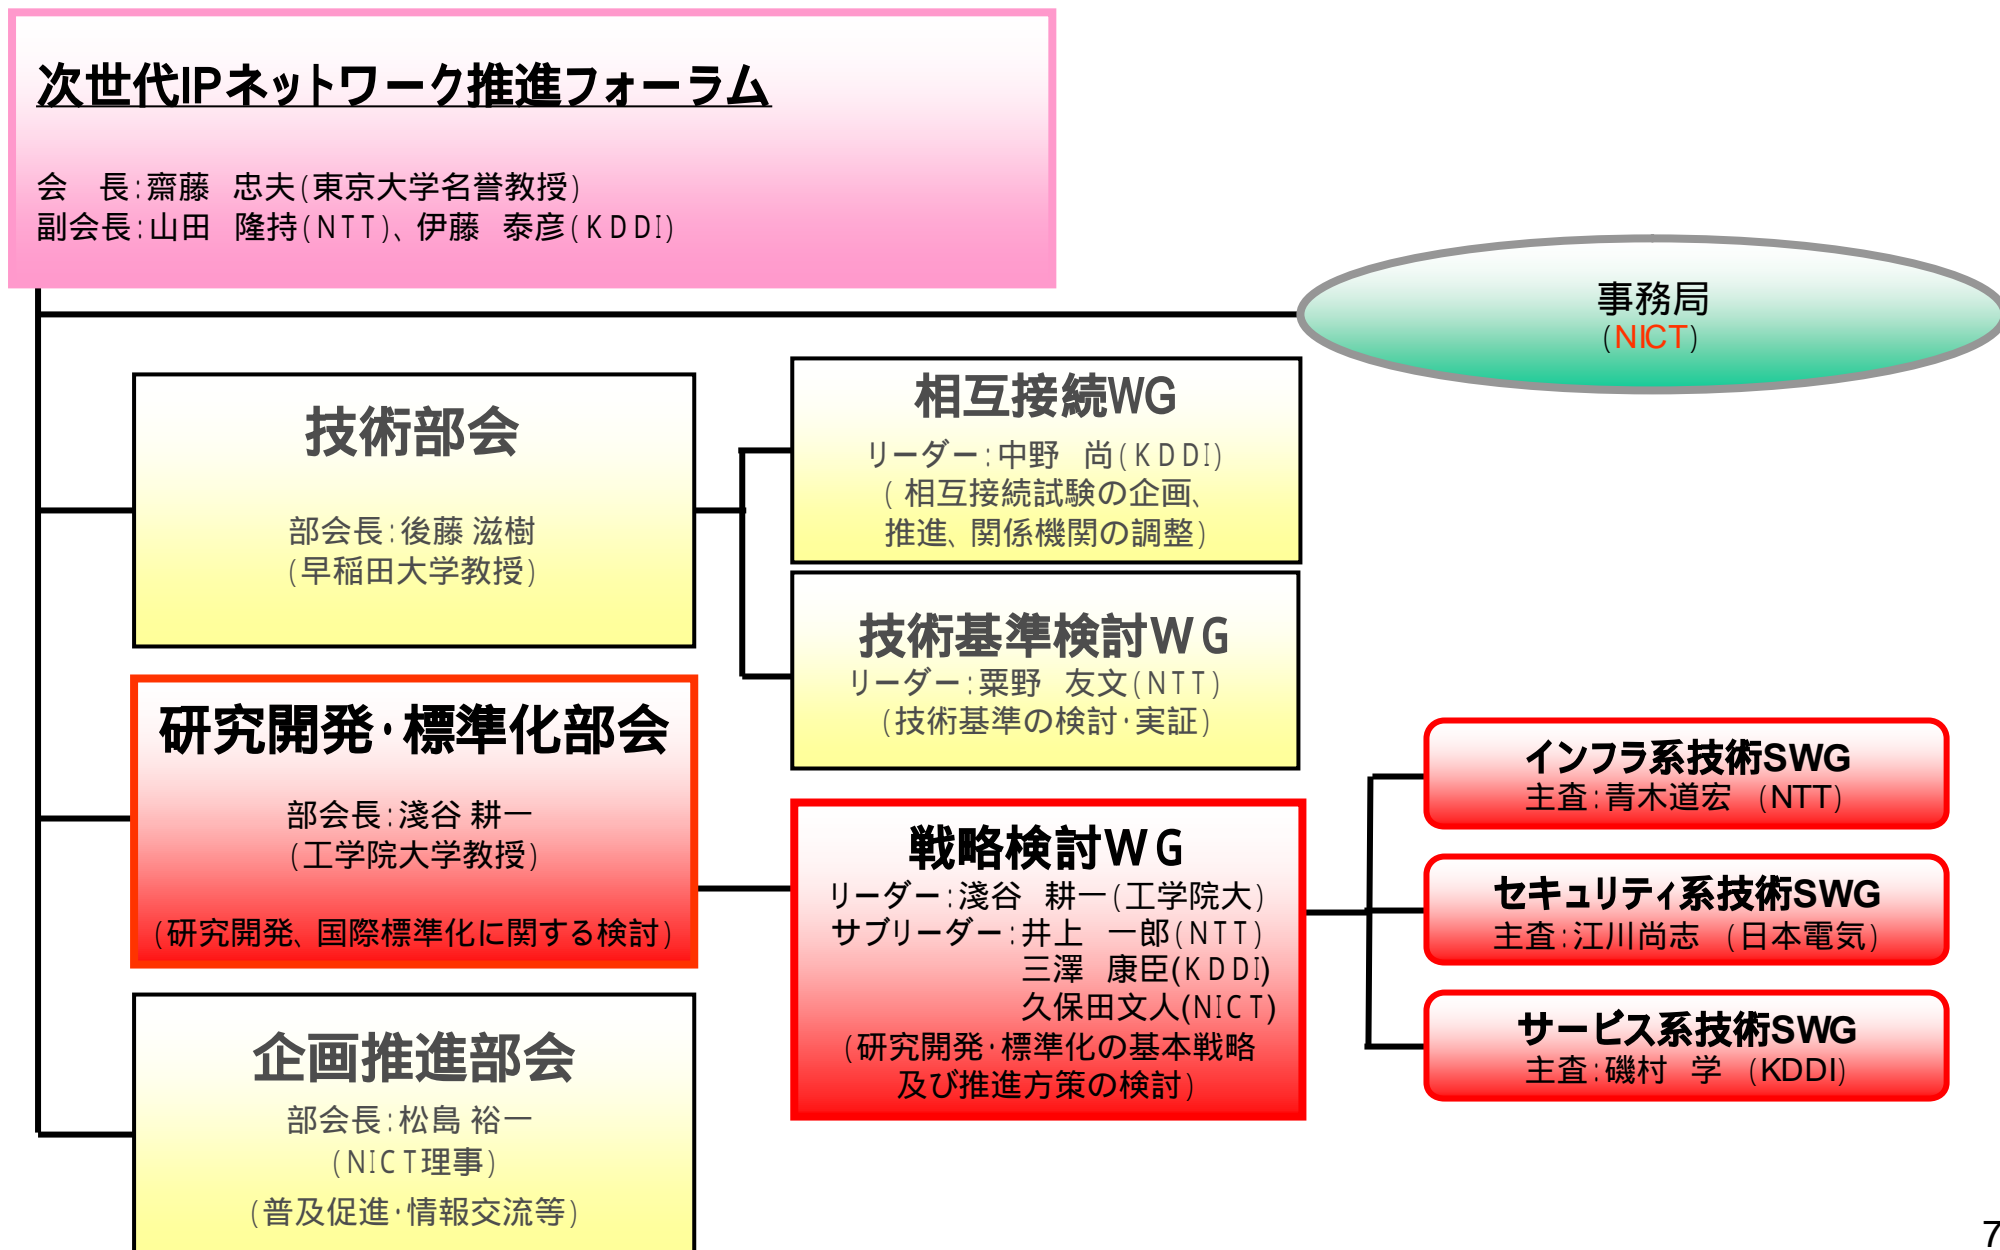 次世代IPネットワーク推進フォーラム
会　長:齋藤　忠夫(東京大学名誉教授)
副会長:山田　隆持(NTT)、伊藤　泰彦(KDDI)
事務局
(NICT)
技術部会
部会長:後藤 滋樹
(早稲田大学教授)
相互接続WG
リーダー:中野　尚(KDDI)
(相互接続試験の企画、
推進、関係機関の調整)
技術基準検討WG
リーダー:粟野　友文(NTT)
(技術基準の検討・実証)
研究開発・標準化部会
部会長:淺谷 耕一
(工学院大学教授)
(研究開発、国際標準化に関する検討)
戦略検討WG
リーダー:淺谷　耕一(工学院大)
サブリーダー:井上　一郎(NTT)
三澤　康臣(KDDI)
久保田文人(NICT)
(研究開発・標準化の基本戦略
及び推進方策の検討)
インフラ系技術SWG
主査:青木道宏　(NTT)
セキュリティ系技術SWG
主査:江川尚志　(日本電気)
サービス系技術SWG
主査:磯村　学　(KDDI)
企画推進部会
部会長:松島 裕一
(NICT理事)
(普及促進・情報交流等)
7